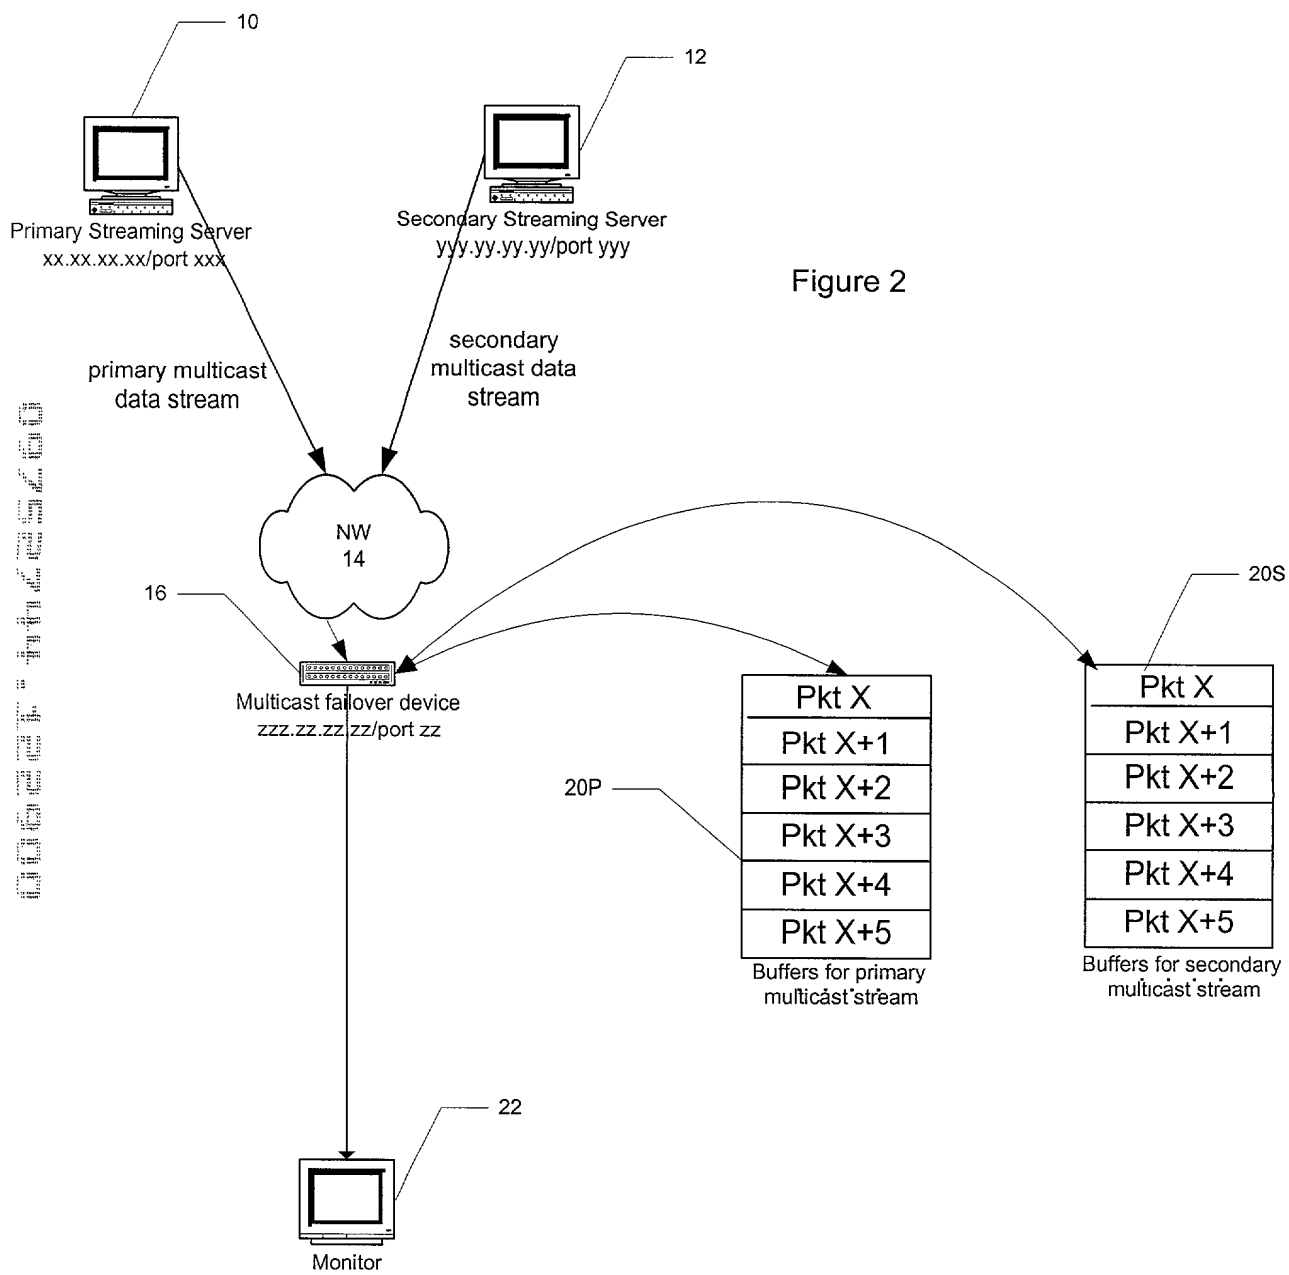 10
12
Primary Streaming Server
xx.xx.xx.xx/port xxx
Secondary Streaming Server
yyy.yy.yy.yy/port yyy
Figure 2
primary multicast
data stream
secondary
multicast data
stream
NW
14
16
Multicast failover device
zzz.zz.zz.zz/port zz
20S
20P
Pkt X
Pkt X+1
Pkt X+2
Pkt X+3
Pkt X+4
Pkt X+5
Buffers for primary
multicast stream
Pkt X
Pkt X+1
Pkt X+2
Pkt X+3
Pkt X+4
Pkt X+5
Buffers for secondary
multicast stream
22
Monitor